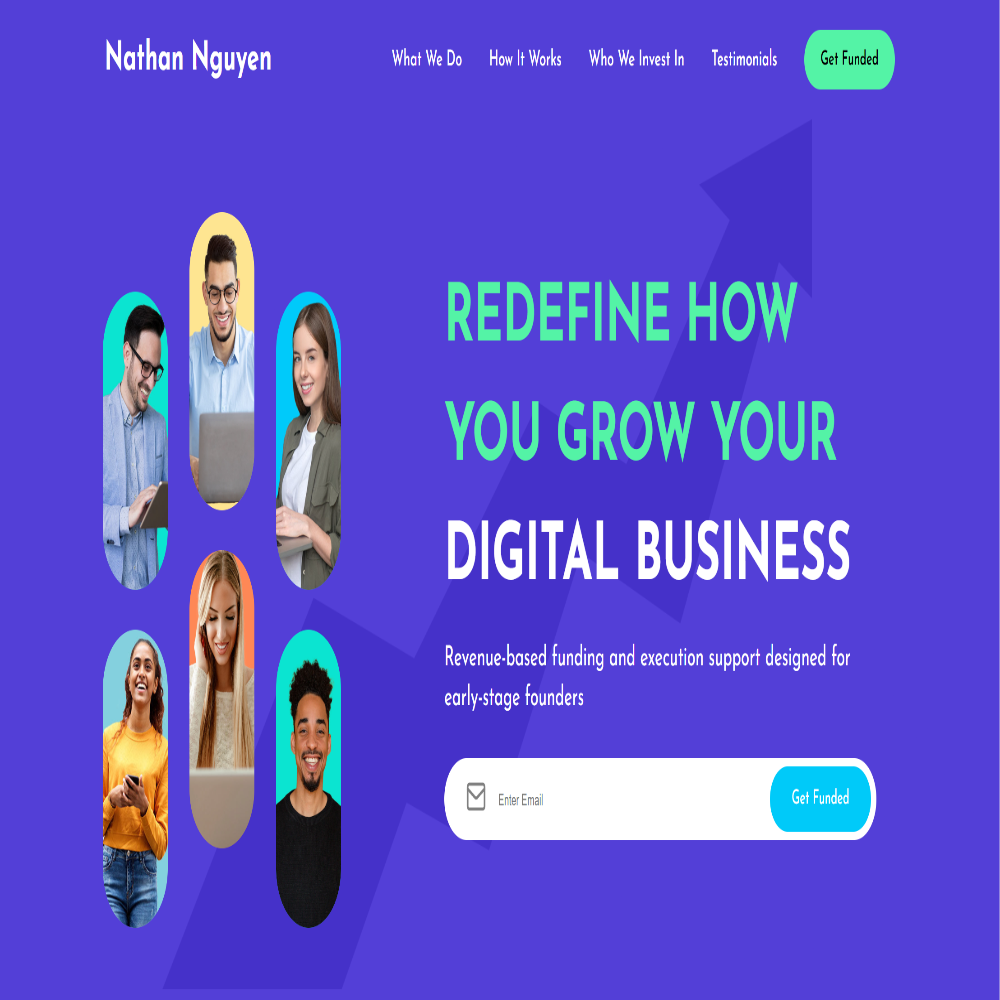 Nathan Nguyen
What We Do
How It Works
Who We Invest In
Testimonials
Get Funded
REDEFINE HOW
YOU GROW YOUR
DIGITAL BUSINESS
Revenue-based funding and execution support designed for
early-stage founders
Enter Email
Get Funded